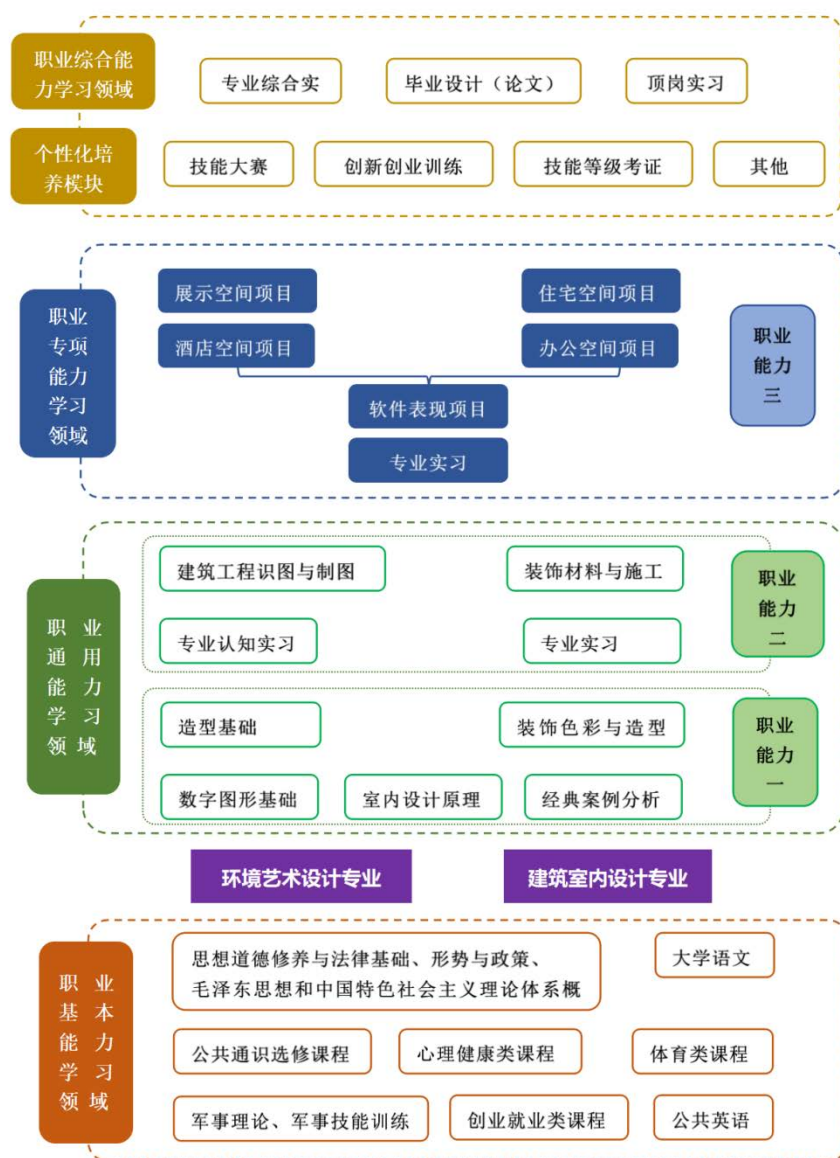 职业综合能
力学习领域
专业综合实
毕业设计（论文）
顶岗实习
个性化培
养模块
技能大赛
创新创业训练
技能等级考证
其他
职业
专项
能力
学习
领域
展示空间项目
住宅空间项目
酒店空间项目
办公空间项目
软件表现项目
专业实习
职业
能力
三
职业
通用
能力
学习
领域
建筑工程识图与制图
装饰材料与施工
专业认知实习
专业实习
职业
能力
二
造型基础
装饰色彩与造型
数字图形基础
室内设计原理
经典案例分析
职业
能力
一
环境艺术设计专业
建筑室内设计专业
职业
基本
能力
学习
领域
思想道德修养与法律基础、形势与政策、
毛泽东思想和中国特色社会主义理论体系概
大学语文
公共通识选修课程
心理健康类课程
体育类课程
军事理论、军事技能训练
创业就业类课程
公共英语